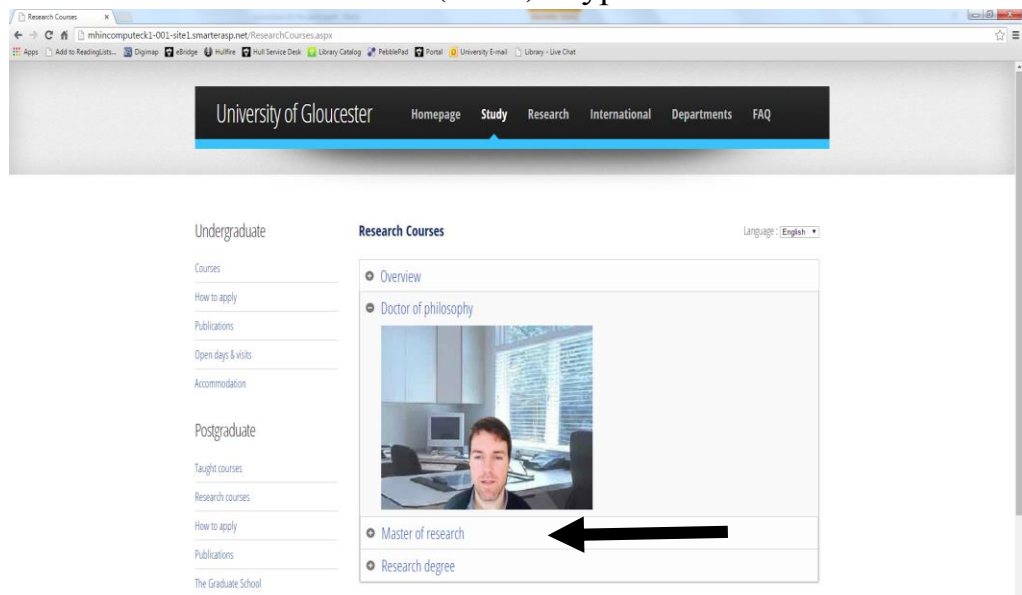 Research Courses
mhincomputeck1-001-site1.smarterasp.net/ResearchCourses.aspx
Apps Add to ReadingLists... Digimap eBridge Hullfire Hull Service Desk Library Catalog PebblePad Portal University E-mail Library - Live Chat
University of Gloucester Homepage Study Research International Departments FAQ
Undergraduate
Courses
How to apply
Publications
Open days & visits
Accommodation
Postgraduate
Taught courses
Research courses
How to apply
Publications
The Graduate School
Research Courses Language : English
Overview
Doctor of philosophy
Master of research
Research degree